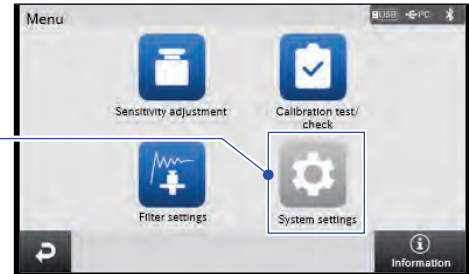 Menu
USB PC
Sensitivity adjustment
Calibration test/
check
Filter settings
System settings
Information